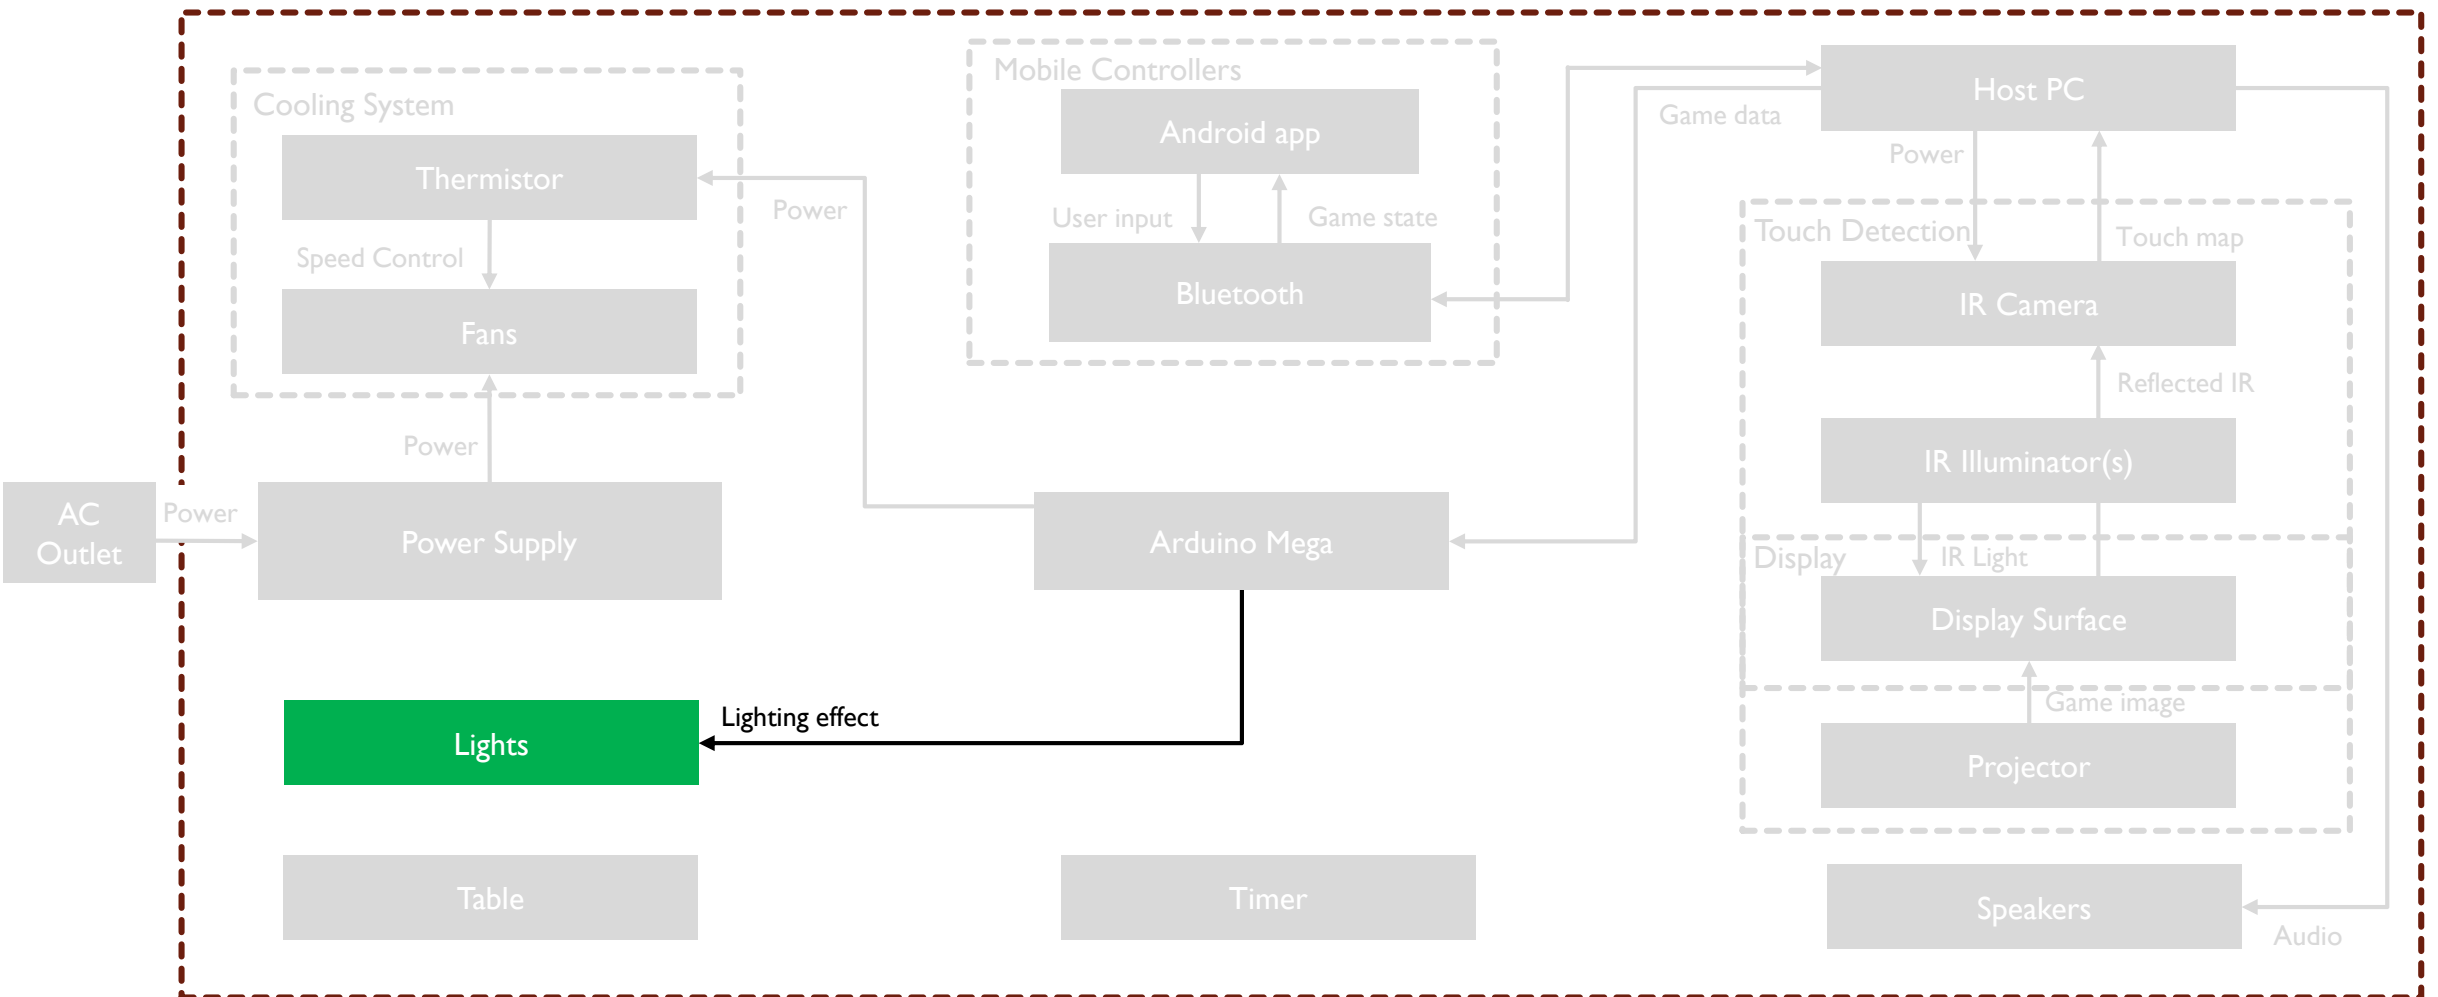 Mobile Controllers
Cooling System
Host PC
Game data
Android app
Power
Thermistor
Power
User input
Game state
Touch Detection
Touch map
Speed Control
Bluetooth
IR Camera
Fans
Reflected IR
Power
IR Illuminator(s)
AC
Outlet
Power
Power Supply
Arduino Mega
Display
IR Light
Display Surface
Lighting effect
Game image
Lights
Projector
Table
Timer
Speakers
Audio